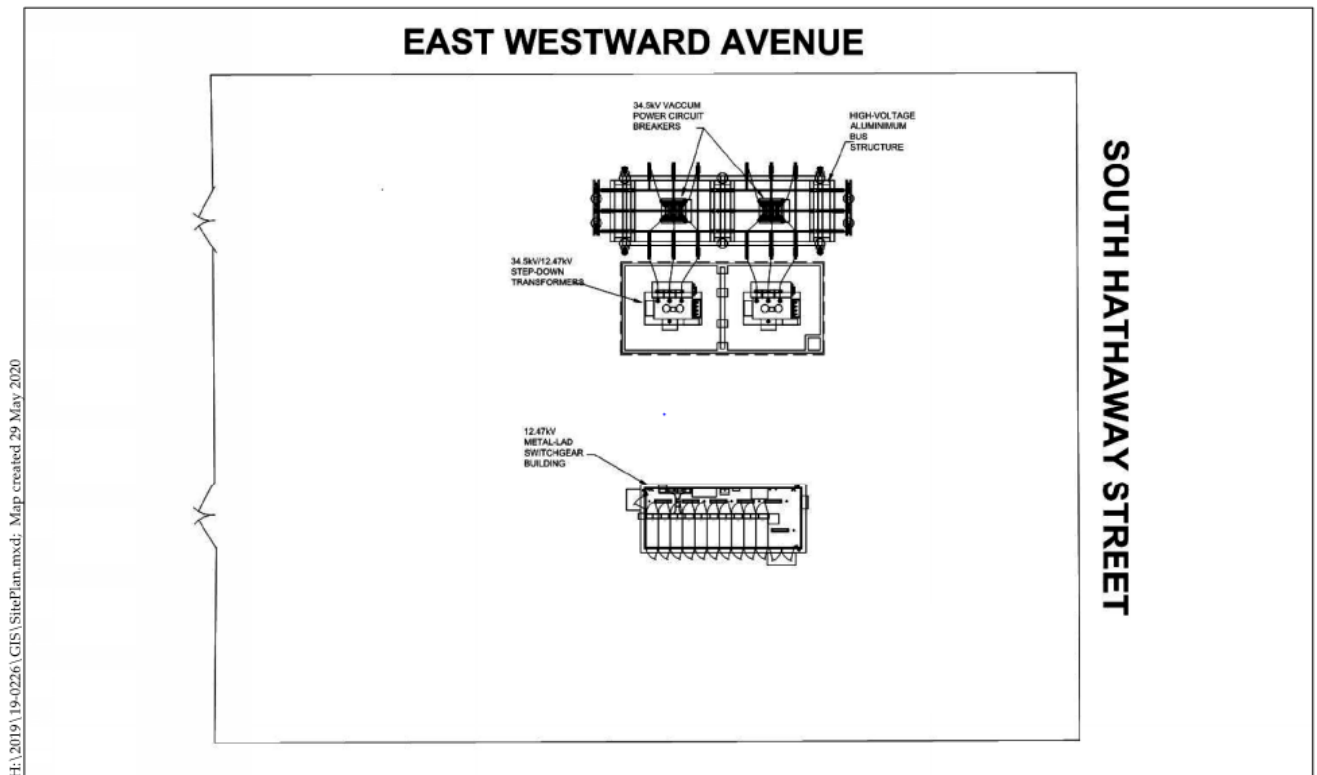 EAST WESTWARD AVENUE
34.5kV VACCUM
POWER CIRCUIT
BREAKERS
HIGH-VOLTAGE
ALUMINIMUM
BUS
STRUCTURE
SOUTH HATHAWAY STREET
34.5kV/12.47kV
STEP-DOWN
TRANSFORMERS
12.47kV
METAL-LAD
SWITCHGEAR
BUILDING
H:\2019\19-0226\GIS\SitePlan.mxd; Map created 29 May 2020